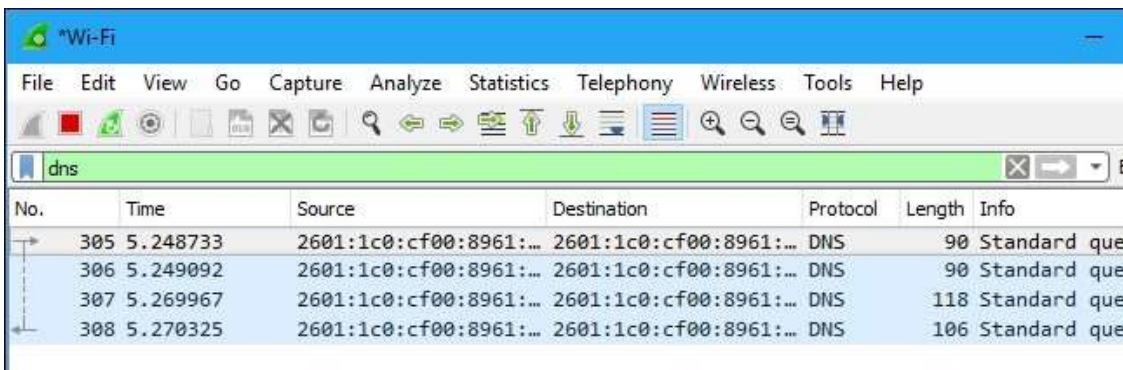 *Wi-Fi
File Edit View Go Capture Analyze Statistics Telephony Wireless Tools Help
dns
No. Time Source Destination Protocol Length Info
305 5.248733 2601:1c0:cf00:8961:… 2601:1c0:cf00:8961:… DNS 90 Standard que
306 5.249092 2601:1c0:cf00:8961:… 2601:1c0:cf00:8961:… DNS 90 Standard que
307 5.269967 2601:1c0:cf00:8961:… 2601:1c0:cf00:8961:… DNS 118 Standard que
308 5.270325 2601:1c0:cf00:8961:… 2601:1c0:cf00:8961:… DNS 106 Standard que